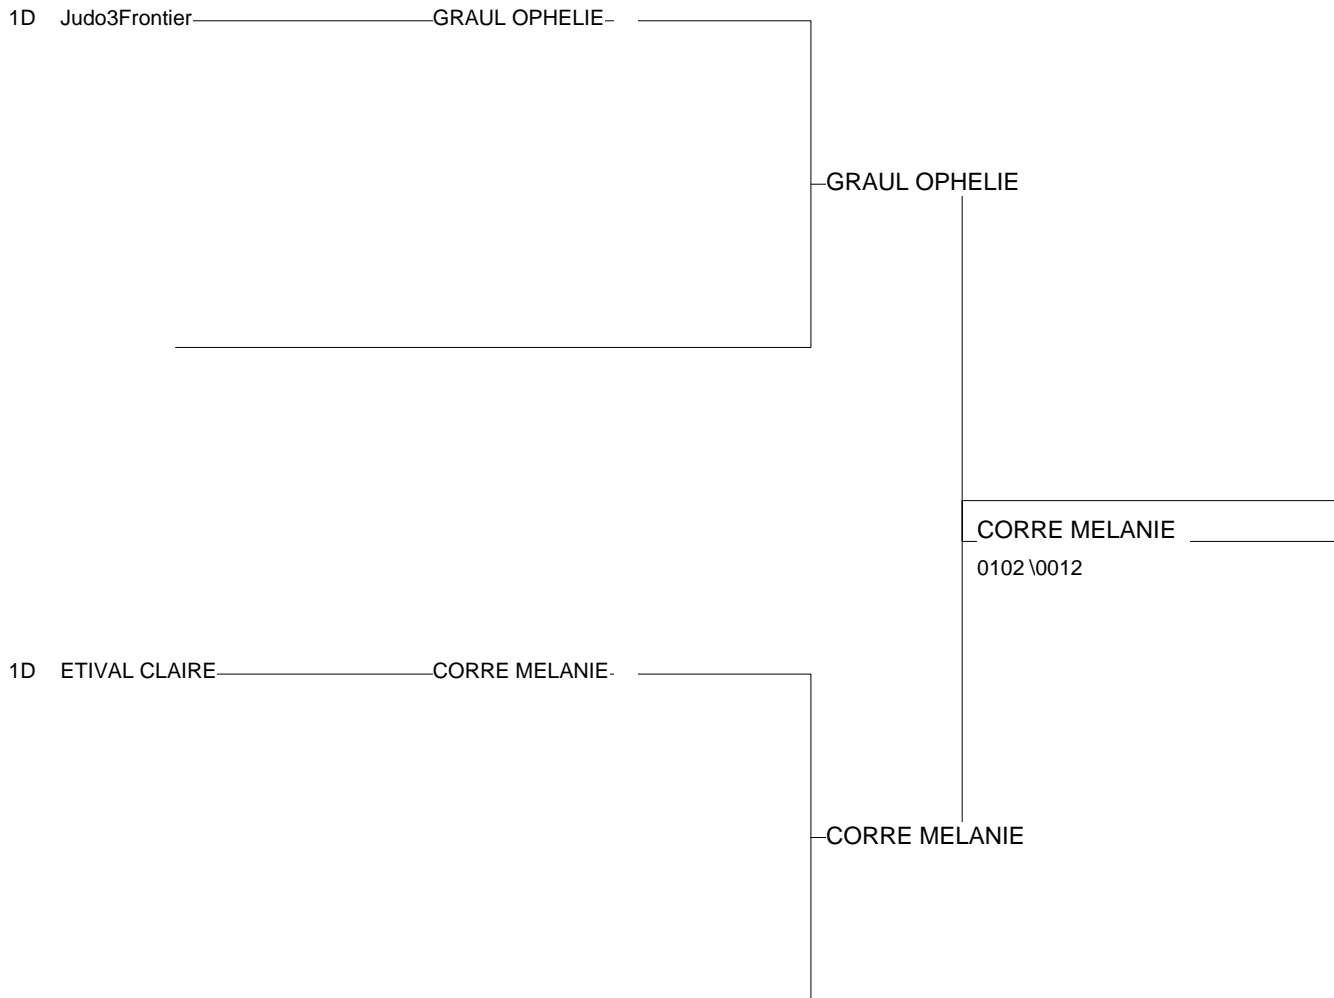 1D Judo3Frontier GRAUL OPHELIE
GRAUL OPHELIE
CORRE MELANIE
0102 \0012
1D ETIVAL CLAIRE CORRE MELANIE
CORRE MELANIE